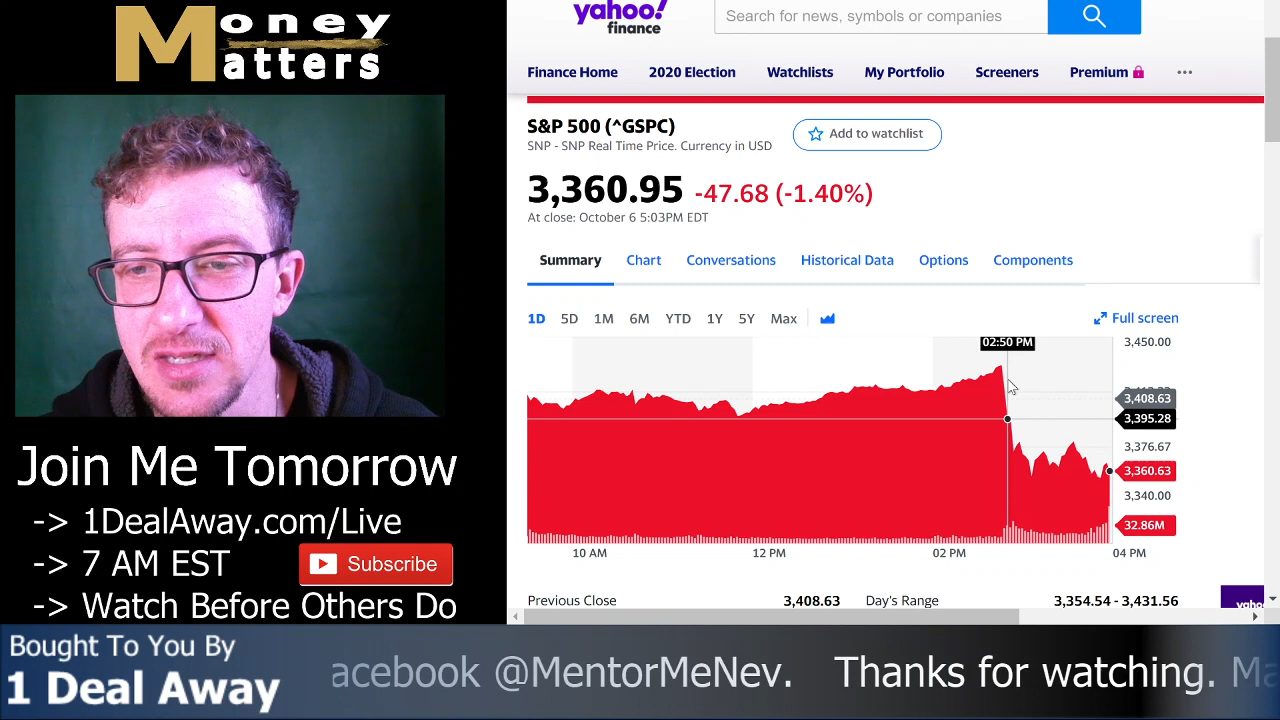 Money
Matters
Join Me Tomorrow
-> 1DealAway.com/Live
-> 7 AM EST
Subscribe
-> Watch Before Others Do
yahoo!
finance
Search for news, symbols or companies
Finance Home 2020 Election Watchlists My Portfolio Screeners Premium ...
S&P 500 (^GSPC)
Add to watchlist
SNP - SNP Real Time Price. Currency in USD
3,360.95 -47.68 (-1.40%)
At close: October 6 5:03PM EDT
Summary Chart Conversations Historical Data Options Components
1D 5D 1M 6M YTD 1Y 5Y Max Full screen
02:50 PM
3,450.00
3,408.63
3,395.28
3,376.67
3,360.63
3,340.00
32.86M
10 AM 12 PM 02 PM 04 PM
Previous Close 3,408.63 Day's Range 3,354.54 - 3,431.56
yahoo
Bought To You By
1 Deal Away
acebook @MentorMeNev. Thanks for watching. Ma